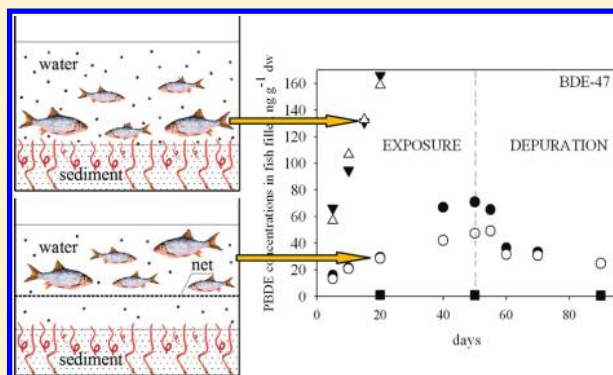 water
sediment
water
net
sediment
PBDE concentrations in fish fillet, ng g-1 dw
160
140
120
100
80
60
40
20
0
BDE-47
EXPOSURE
DEPURATION
0
20
40
60
80
days